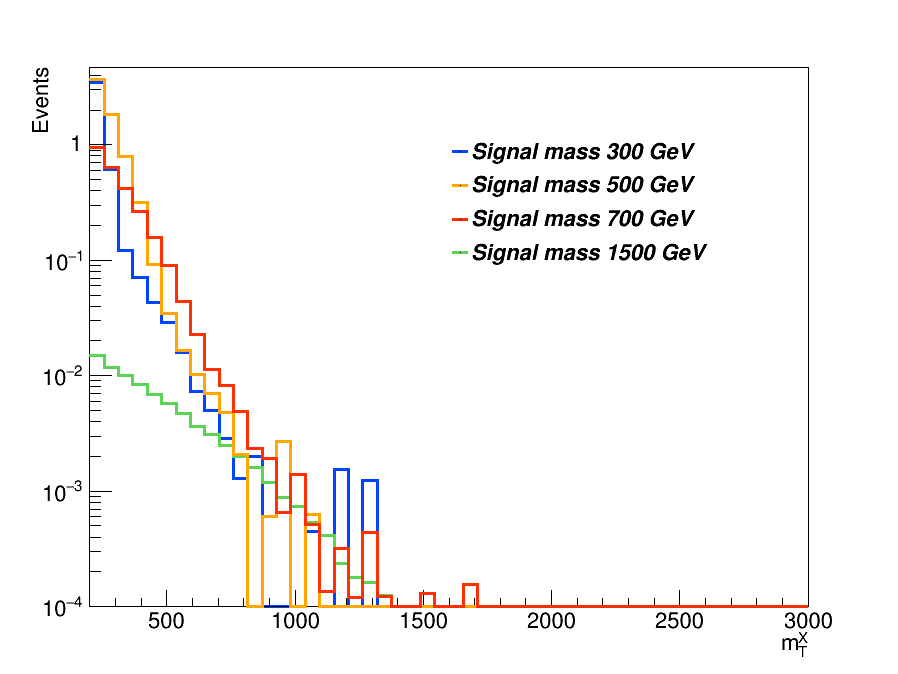 Events
1
10⁻¹
10⁻²
10⁻³
10⁻⁴
Signal mass 300 GeV
Signal mass 500 GeV
Signal mass 700 GeV
Signal mass 1500 GeV
500 1000 1500 2000 2500 3000
m_T^X